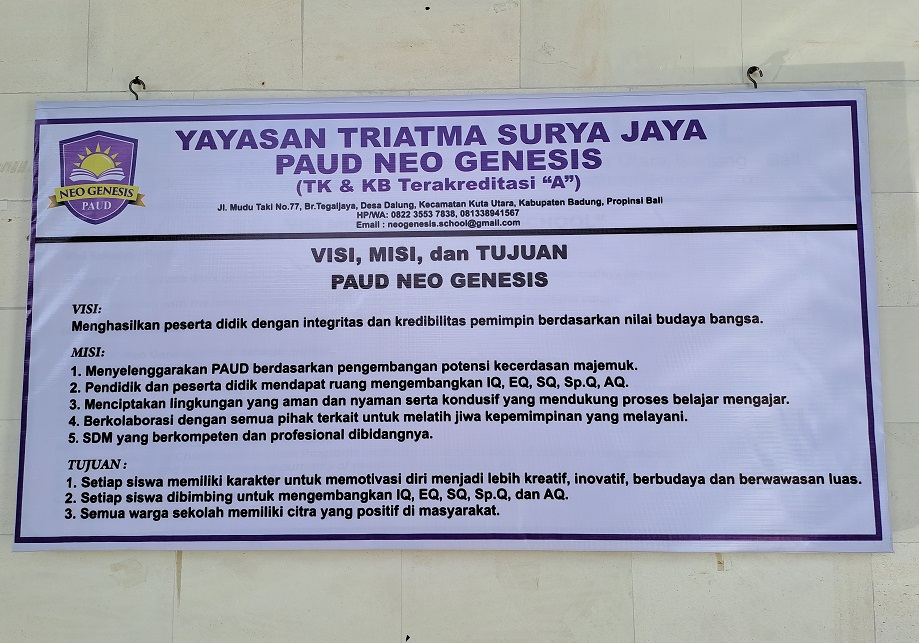 YAYASAN TRIATMA SURYA JAYA
PAUD NEO GENESIS
(TK & KB Terakreditasi “A”)
Jl. Mudu Taki No.77, Br.Tegaljaya, Desa Dalung, Kecamatan Kuta Utara, Kabupaten Badung, Propinsi Bali
HP/WA: 0822 3553 7838, 081338941567
Email : neogenesis.school@gmail.com
NEO GENESIS
PAUD
VISI, MISI, dan TUJUAN
PAUD NEO GENESIS
VISI:
Menghasilkan peserta didik dengan integritas dan kredibilitas pemimpin berdasarkan nilai budaya bangsa.
MISI:
1. Menyelenggarakan PAUD berdasarkan pengembangan potensi kecerdasan majemuk.
2. Pendidik dan peserta didik mendapat ruang mengembangkan IQ, EQ, SQ, Sp.Q, AQ.
3. Menciptakan lingkungan yang aman dan nyaman serta kondusif yang mendukung proses belajar mengajar.
4. Berkolaborasi dengan semua pihak terkait untuk melatih jiwa kepemimpinan yang melayani.
5. SDM yang berkompeten dan profesional dibidangnya.
TUJUAN :
1. Setiap siswa memiliki karakter untuk memotivasi diri menjadi lebih kreatif, inovatif, berbudaya dan berwawasan luas.
2. Setiap siswa dibimbing untuk mengembangkan IQ, EQ, SQ, Sp.Q, dan AQ.
3. Semua warga sekolah memiliki citra yang positif di masyarakat.